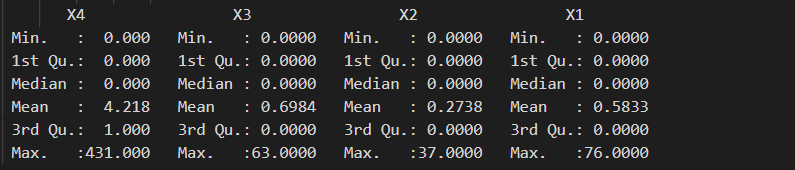 X4 X3 X2 X1
Min.   :  0.000   Min.   : 0.0000   Min.   : 0.0000   Min.   : 0.0000
1st Qu.:  0.000   1st Qu.: 0.0000   1st Qu.: 0.0000   1st Qu.: 0.0000
Median :  0.000   Median : 0.0000   Median : 0.0000   Median : 0.0000
Mean   :  4.218   Mean   : 0.6984   Mean   : 0.2738   Mean   : 0.5833
3rd Qu.:  1.000   3rd Qu.: 0.0000   3rd Qu.: 0.0000   3rd Qu.: 0.0000
Max.   :431.000   Max.   :63.0000   Max.   :37.0000   Max.   :76.0000